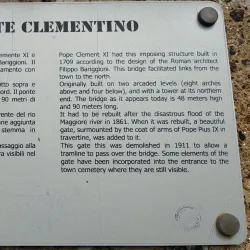 TE CLEMENTINO
emente XI e
Barigioni. Il
amento con
Pope Clement XI had this imposing structure built in
1709 according to the design of the Roman architect
Filippo Barigioni. This bridge facilitated links from the
town to the north.
otto sopra e
ord. Il ponte
90 metri di
Originally built on two arcaded levels (eight arches
above and four below), and with a tower at its northern
end. The bridge as it appears today is 48 meters high
and 90 meters long.
ente del rio
ne aggiunta
stemma in
It had to be rebuilt after the disastrous flood of the
Maggiore river in 1861. When it was rebuilt, a beautiful
gate, surmounted by the coat of arms of Pope Pius IX in
travertine, was added to it.
assaggio alla
ra visibili nel
This gate this was demolished in 1911 to allow a
tramline to pass over the bridge. Some elements of the
gate have been incorporated into the entrance to the
town cemetery where they are still visible.